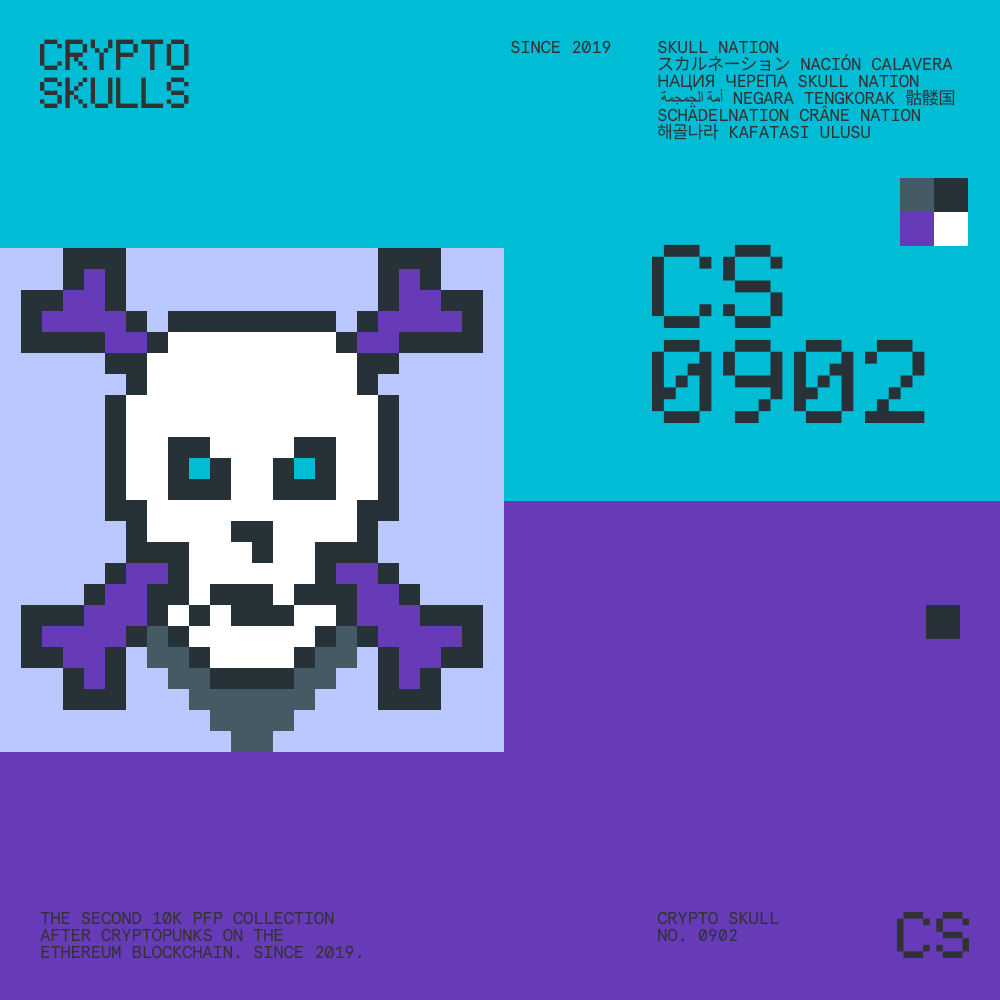 CRYPTO
SKULLS
SINCE 2019
SKULL NATION
スカルネーション NACIÓN CALAVERA
НАЦИЯ ЧЕРЕПА SKULL NATION
أمة الجمجمة NEGARA TENGKORAK 骷髅国
SCHÄDELNATION CRÂNE NATION
해골나라 KAFATASI ULUSU
CS
0902
THE SECOND 10K PFP COLLECTION
AFTER CRYPTOPUNKS ON THE
ETHEREUM BLOCKCHAIN. SINCE 2019.
CRYPTO SKULL
NO. 0902
CS